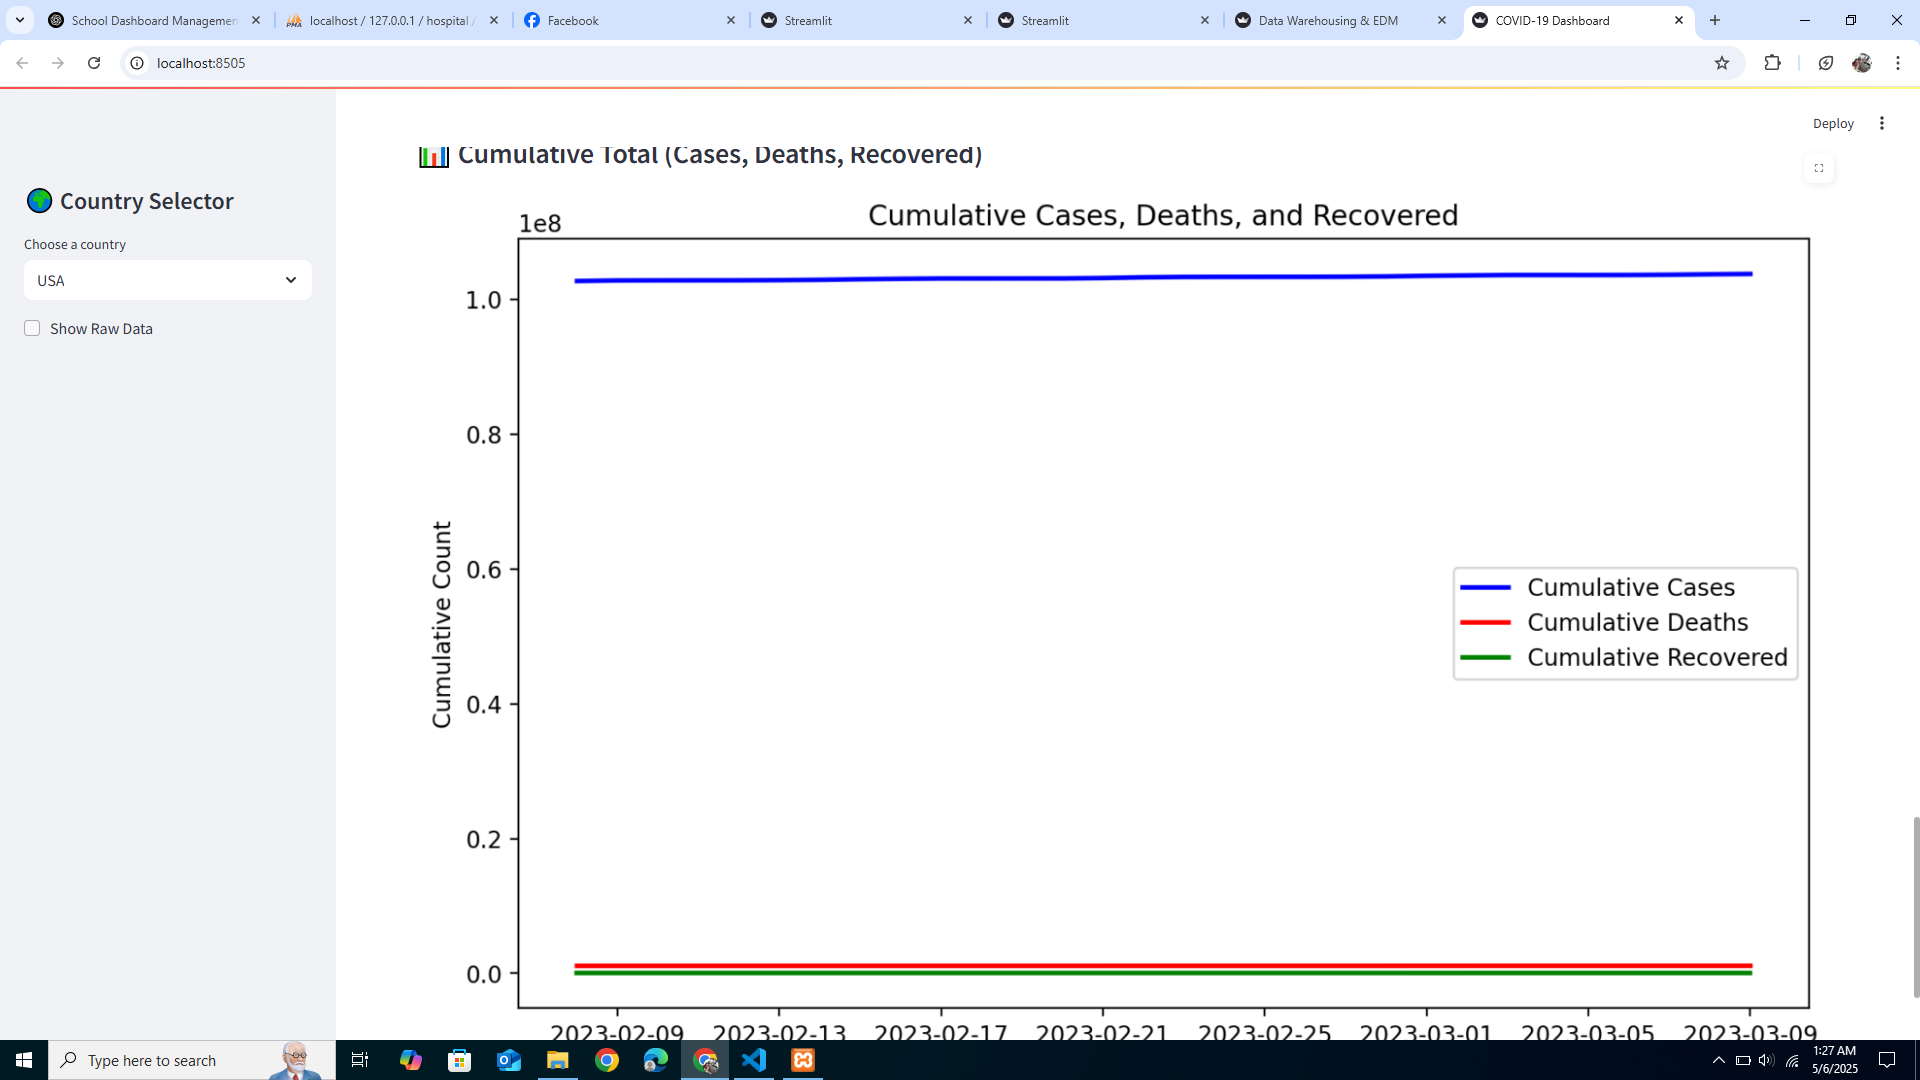 School Dashboard Managemen
localhost / 127.0.0.1 / hospital /
Facebook
Streamlit
Streamlit
Data Warehousing & EDM
COVID-19 Dashboard
localhost:8505
Deploy
Country Selector
Choose a country
USA
Show Raw Data
Cumulative Total (Cases, Deaths, Recovered)
Cumulative Cases, Deaths, and Recovered
1e8
1.0
0.8
0.6
0.4
0.2
0.0
Cumulative Count
Cumulative Cases
Cumulative Deaths
Cumulative Recovered
2023-02-09 2023-02-13 2023-02-17 2023-02-21 2023-02-25 2023-03-01 2023-03-05 2023-03-09
Type here to search
1:27 AM
5/6/2025